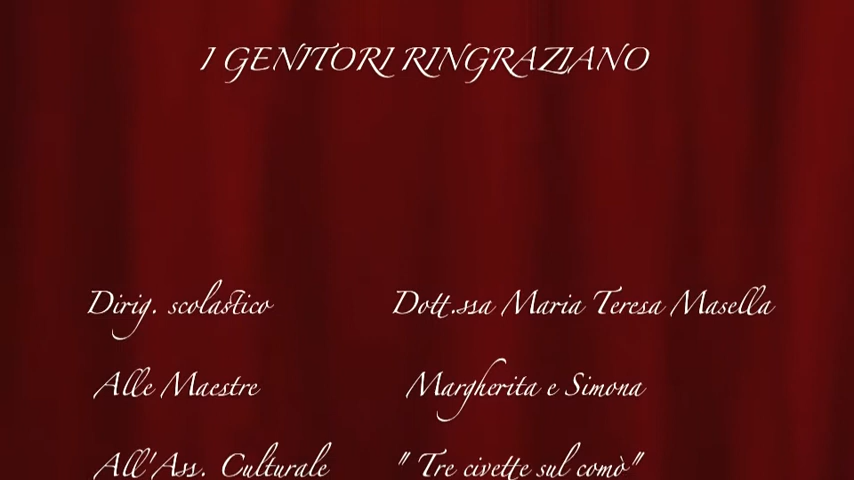 I GENITORI RINGRAZIANO
Dirig. scolastico Dott.ssa Maria Teresa Masella
Alle Maestre Margherita e Simona
All'Ass. Culturale " Tre civette sul comò"